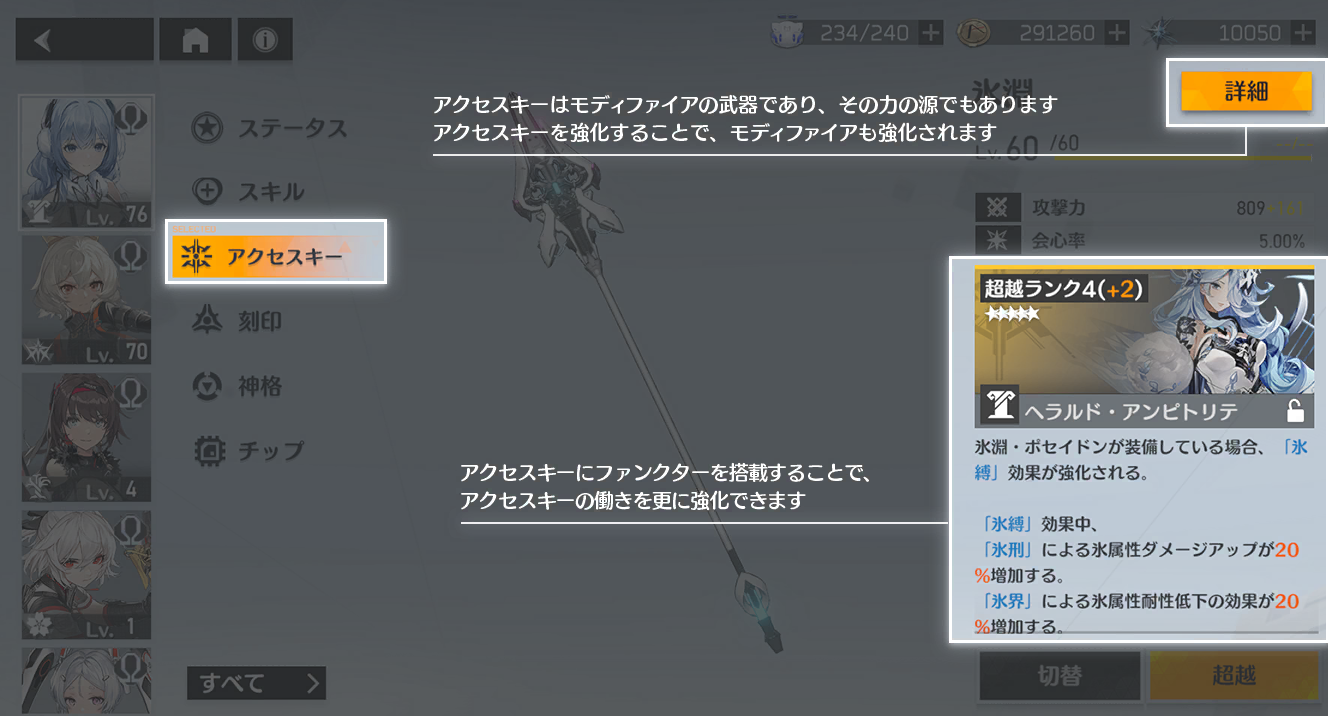 234/240
291260
10050
氷淵
詳細
アクセスキーはモディファイアの武器であり、その力の源でもあります
アクセスキーを強化することで、モディファイアも強化されます
Lv. 60 /60
Lv. 76
Lv. 70
Lv. 4
Lv. 1
ステータス
スキル
アクセスキー
刻印
神格
チップ
すべて
攻撃力 809+161
会心率 5.00%
超越ランク4(+2)
ヘラルド・アンピトリテ
氷淵・ポセイドンが装備している場合、「氷
縛」効果が強化される。
「氷縛」効果中、
「氷刑」による氷属性ダメージアップが20
%増加する。
「氷界」による氷属性耐性低下の効果が20
%増加する。
アクセスキーにファンクターを搭載することで、
アクセスキーの働きを更に強化できます
切替
超越